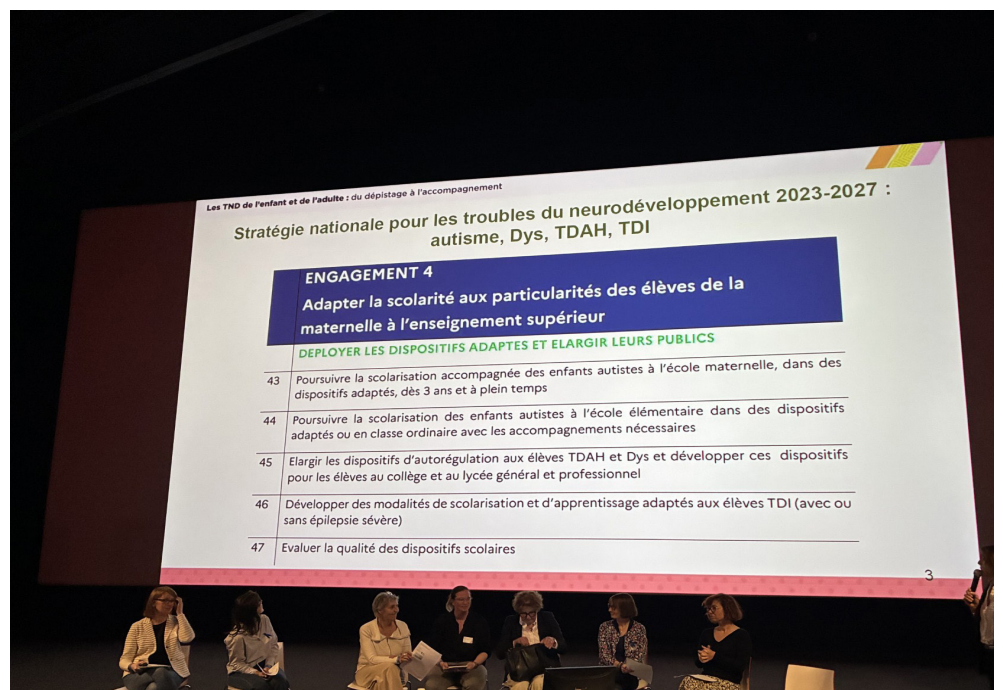 Les TND de l'enfant et de l'adulte : du dépistage à l'accompagnement
Stratégie nationale pour les troubles du neurodéveloppement 2023-2027 :
autisme, Dys, TDAH, TDI
ENGAGEMENT 4
Adapter la scolarité aux particularités des élèves de la
maternelle à l'enseignement supérieur
DEPLOYER LES DISPOSITIFS ADAPTES ET ELARGIR LEURS PUBLICS
43 Poursuivre la scolarisation accompagnée des enfants autistes à l'école maternelle, dans des
dispositifs adaptés, dès 3 ans et à plein temps
44 Poursuivre la scolarisation des enfants autistes à l'école élémentaire dans des dispositifs
adaptés ou en classe ordinaire avec les accompagnements nécessaires
45 Elargir les dispositifs d'autorégulation aux élèves TDAH et Dys et développer ces dispositifs
pour les élèves au collège et au lycée général et professionnel
46 Développer des modalités de scolarisation et d'apprentissage adaptés aux élèves TDI (avec ou
sans épilepsie sévère)
47 Evaluer la qualité des dispositifs scolaires
3